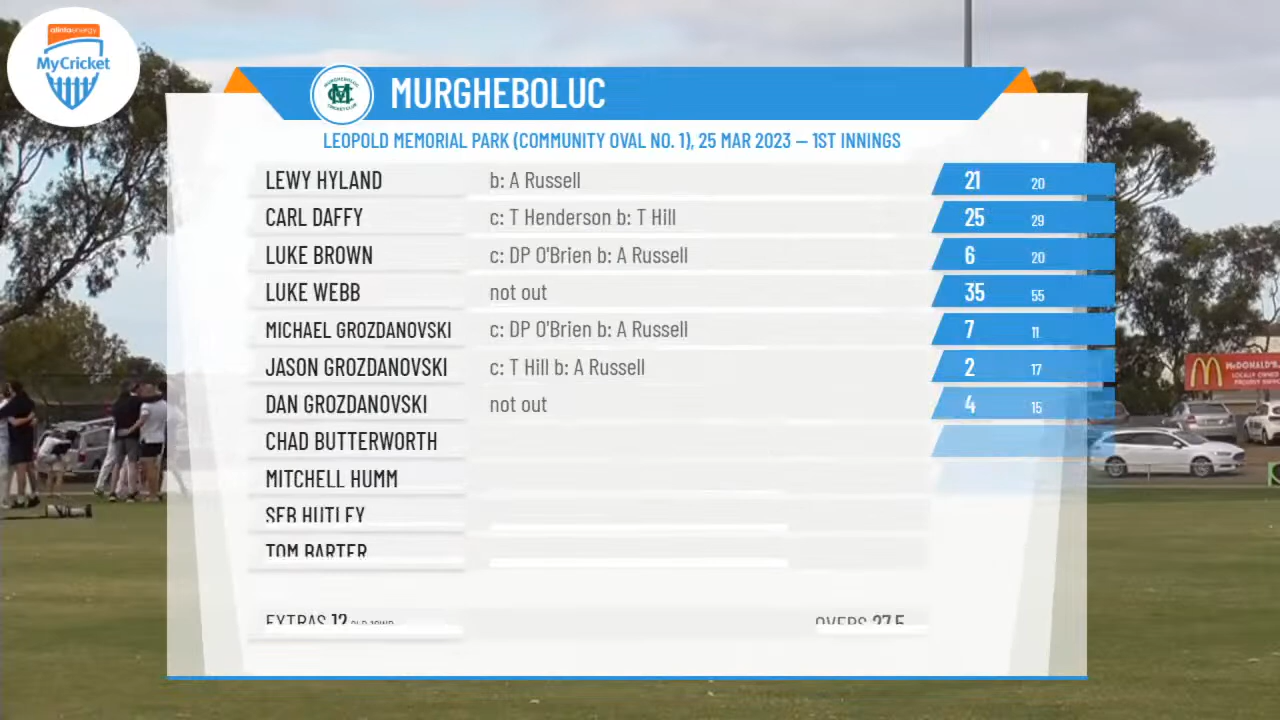 alintaenergy
MyCricket
MURGHEBOLUC
LEOPOLD MEMORIAL PARK (COMMUNITY OVAL NO. 1), 25 MAR 2023 – 1ST INNINGS
LEWY HYLAND b: A Russell 21 20
CARL DAFFY c: T Henderson b: T Hill 25 29
LUKE BROWN c: DP O'Brien b: A Russell 6 20
LUKE WEBB not out 35 55
MICHAEL GROZDANOVSKI c: DP O'Brien b: A Russell 7 11
JASON GROZDANOVSKI c: T Hill b: A Russell 2 17
DAN GROZDANOVSKI not out 4 15
CHAD BUTTERWORTH
MITCHELL HUMM
SEB HUTLEY
TOM BARTER
EXTRAS 12 OVERS 27.5
McDONALD'S